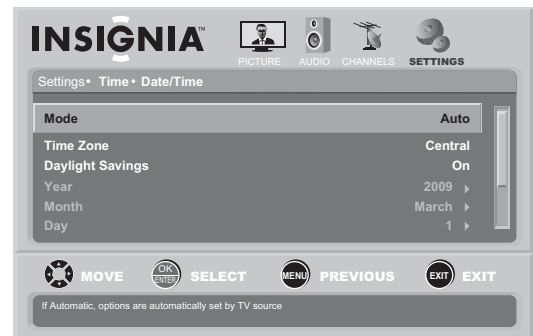 INSIGNIA™
PICTURE AUDIO CHANNELS SETTINGS
Settings• Time• Date/Time
Mode Auto
Time Zone Central
Daylight Savings On
Year 2009
Month March
Day 1
MOVE OK ENTER SELECT MENU PREVIOUS EXIT EXIT
If Automatic, options are automatically set by TV source